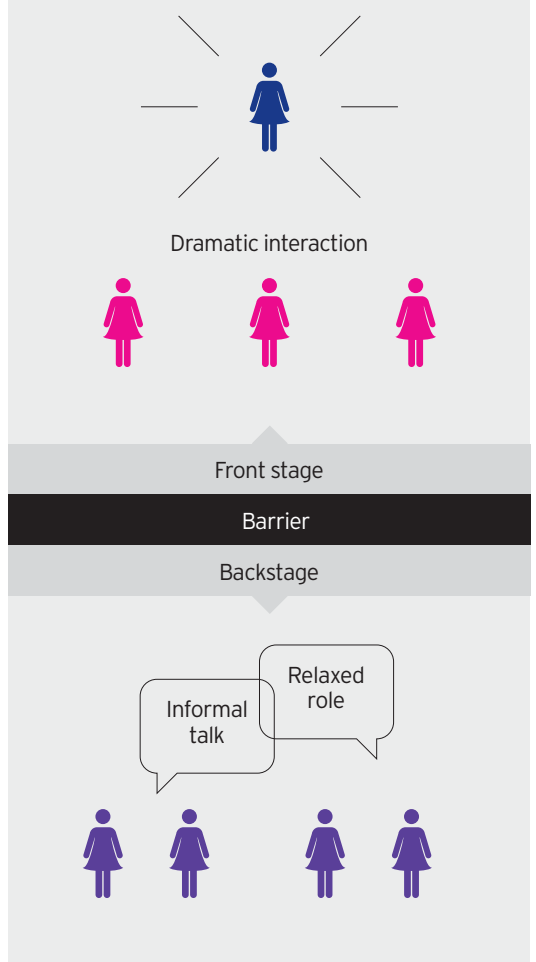 Dramatic interaction
Front stage
Barrier
Backstage
Informal
talk
Relaxed
role